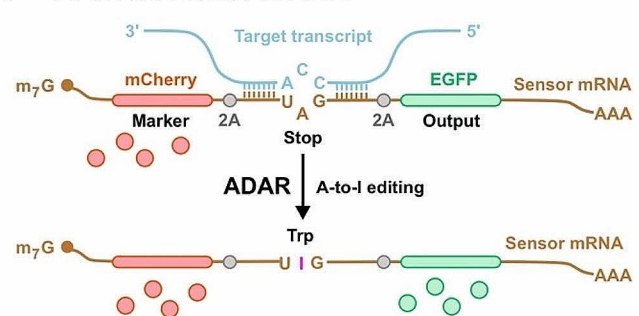 3' Target transcript 5'
m7G mCherry A C C EGFP Sensor mRNA
U A G
Marker 2A Stop 2A Output AAA
ADAR A-to-I editing
Trp
m7G U I G Sensor mRNA
AAA